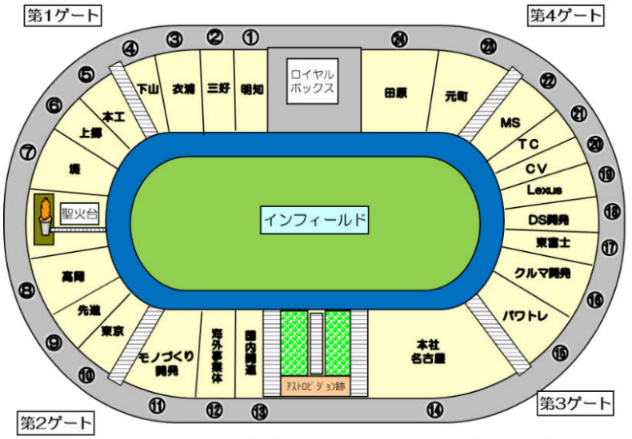 第1ゲート
第4ゲート
④
③
②
①
㉔
㉓
下山
衣浦
三好
明知
ロイヤル
ボックス
田原
元町
⑤
⑥
⑦
本工
上郷
堤
㉒
㉑
⑳
⑲
⑱
⑰
⑯
⑮
MS
TC
CV
Lexus
DS開発
東富士
クルマ開発
パワトレ
聖火台
インフィールド
高岡
先進
東京
⑧
⑨
⑩
モノづくり
開発
海外事業体
国内関連
アストロビジョン跡
本社
名古屋
⑪
⑫
⑬
⑭
第2ゲート
第3ゲート